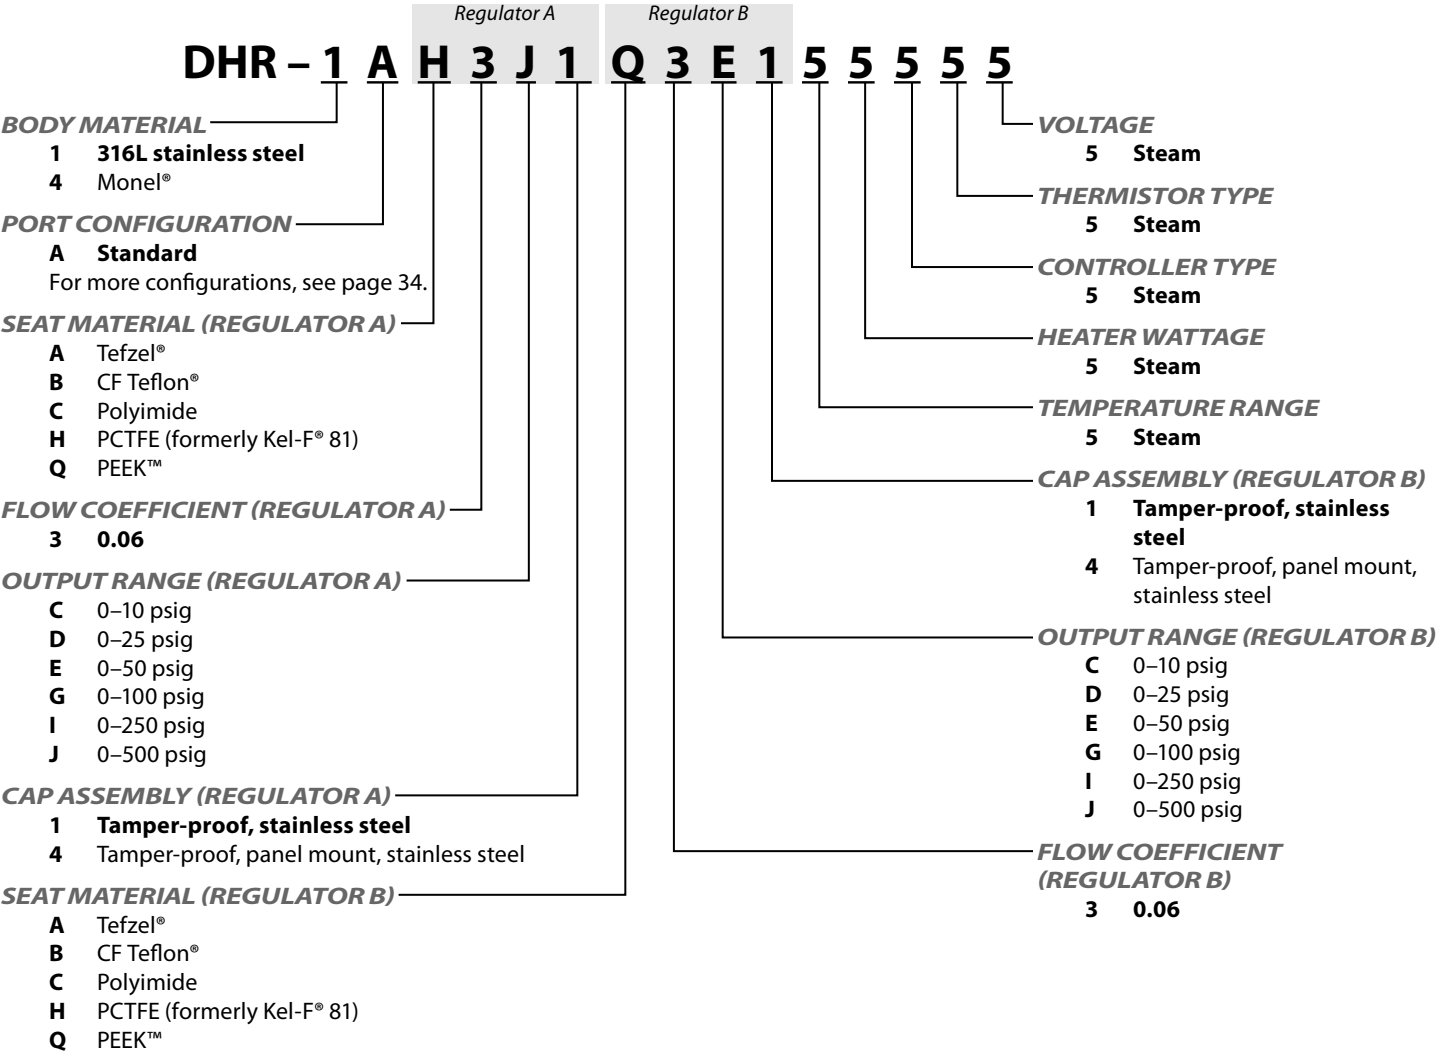 Regulator A
Regulator B
DHR – 1 A H 3 J 1 Q 3 E 1 5 5 5 5 5
BODY MATERIAL
1 316L stainless steel
4 Monel®
PORT CONFIGURATION
A Standard
For more configurations, see page 34.
SEAT MATERIAL (REGULATOR A)
A Tefzel®
B CF Teflon®
C Polyimide
H PCTFE (formerly Kel-F® 81)
Q PEEK™
FLOW COEFFICIENT (REGULATOR A)
3 0.06
OUTPUT RANGE (REGULATOR A)
C 0–10 psig
D 0–25 psig
E 0–50 psig
G 0–100 psig
I 0–250 psig
J 0–500 psig
CAP ASSEMBLY (REGULATOR A)
1 Tamper-proof, stainless steel
4 Tamper-proof, panel mount, stainless steel
SEAT MATERIAL (REGULATOR B)
A Tefzel®
B CF Teflon®
C Polyimide
H PCTFE (formerly Kel-F® 81)
Q PEEK™
VOLTAGE
5 Steam
THERMISTOR TYPE
5 Steam
CONTROLLER TYPE
5 Steam
HEATER WATTAGE
5 Steam
TEMPERATURE RANGE
5 Steam
CAP ASSEMBLY (REGULATOR B)
1 Tamper-proof, stainless
steel
4 Tamper-proof, panel mount,
stainless steel
OUTPUT RANGE (REGULATOR B)
C 0–10 psig
D 0–25 psig
E 0–50 psig
G 0–100 psig
I 0–250 psig
J 0–500 psig
FLOW COEFFICIENT
(REGULATOR B)
3 0.06